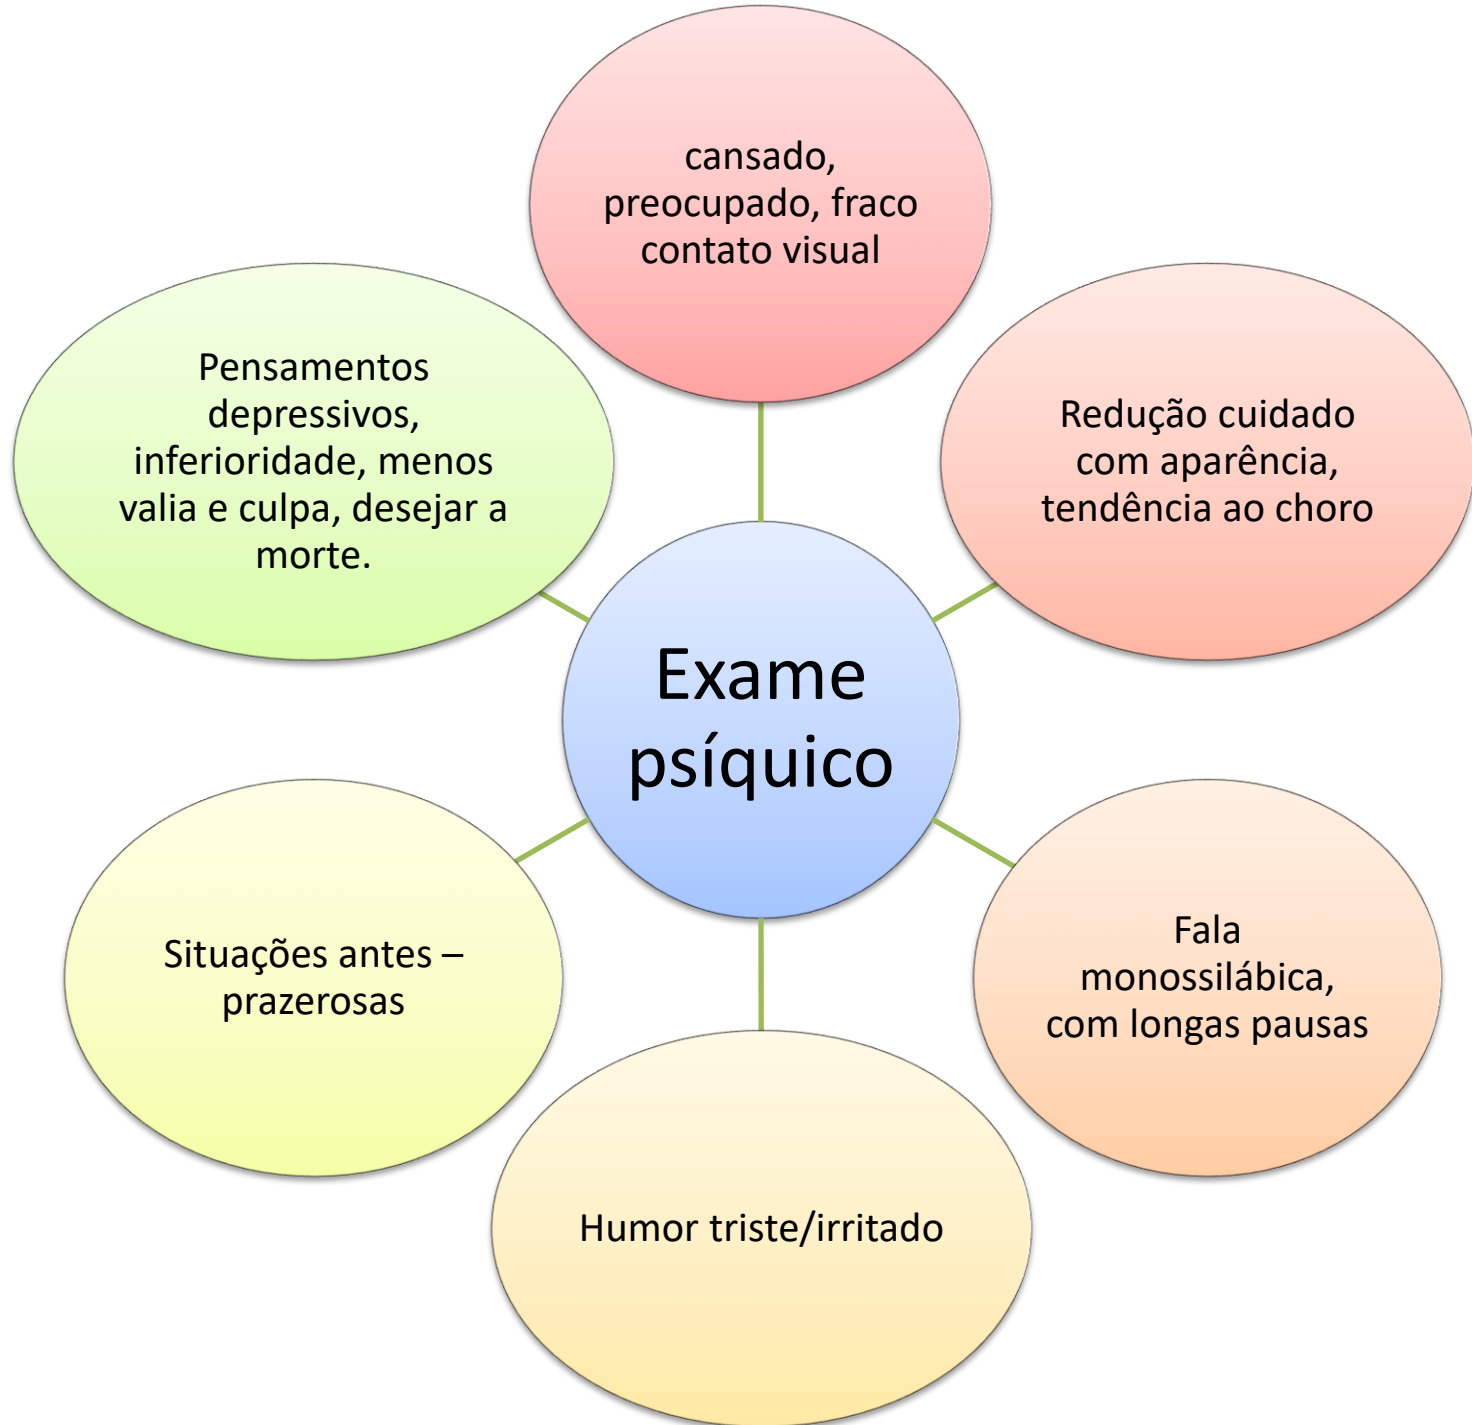 cansado,
preocupado, fraco
contato visual
Redução cuidado
com aparência,
tendência ao choro
Fala
monossilábica,
com longas pausas
Humor triste/irritado
Situações antes –
prazerosas
Pensamentos
depressivos,
inferioridade, menos
valia e culpa, desejar a
morte.
Exame
psíquico